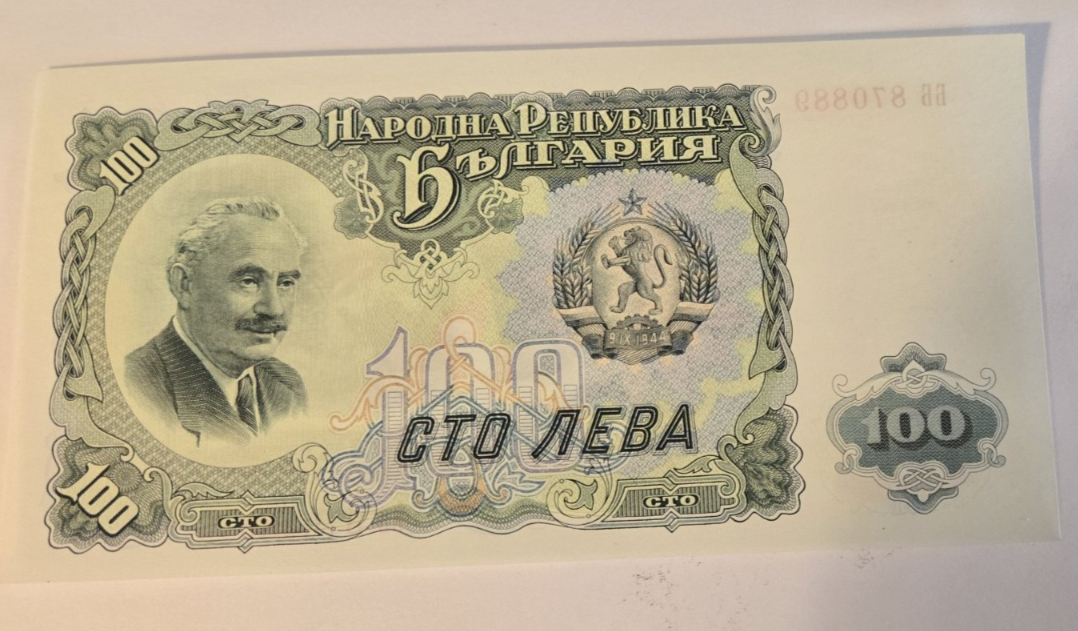 ББ 870889
НАРОДНА РЕПУБЛИКА
БЪЛГАРИЯ
100
9.IX.1944
100
СТО ЛЕВА
100
100
СТО
СТО